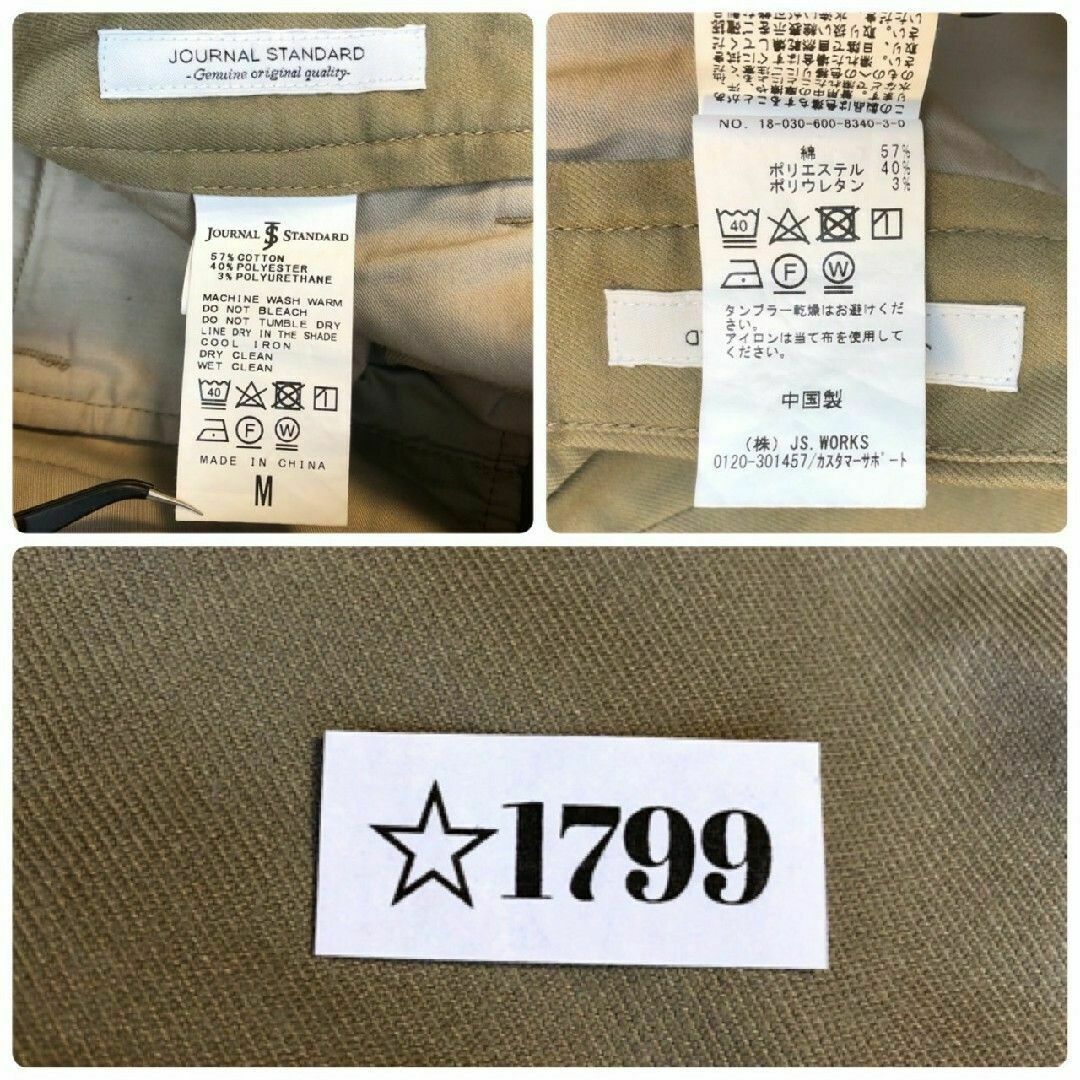 JOURNAL STANDARD
-Genuine original quality-
JOURNAL JS STANDARD
57% COTTON
40% POLYESTER
3% POLYURETHANE
MACHINE WASH WARM
DO NOT BLEACH
DO NOT TUMBLE DRY
LINE DRY IN THE SHADE
COOL IRON
DRY CLEAN
WET CLEAN
40
F W
MADE IN CHINA
M
NO. 18-030-600-8340-3-0
綿 57%
ポリエステル 40%
ポリウレタン 3%
40
F W
タンブラー乾燥はお避けくだ
さい。
アイロンは当て布を使用して
ください。
中国製
(株) JS.WORKS
0120-301457/カスタマーサポート
☆1799